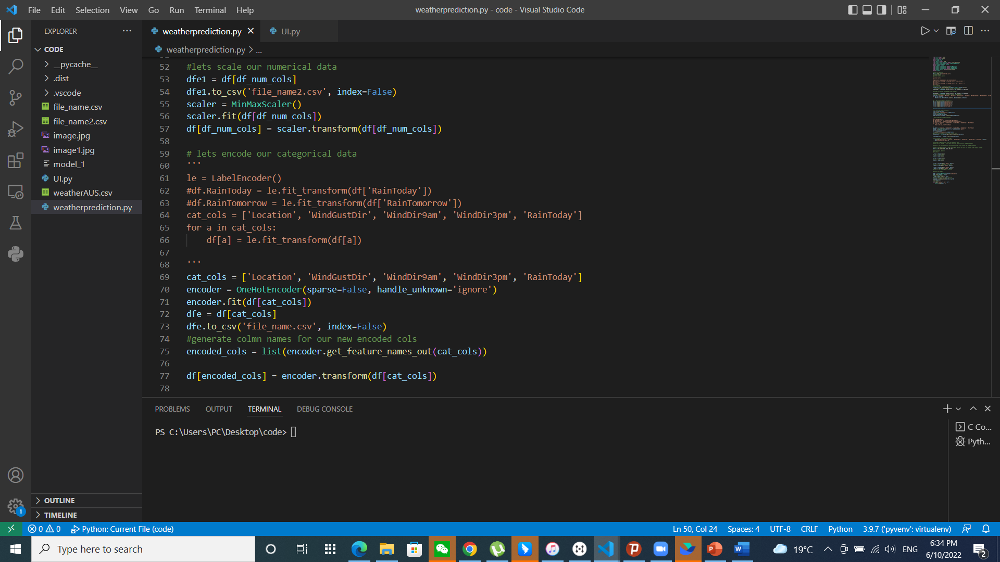 File Edit Selection View Go Run Terminal Help
weatherprediction.py - code - Visual Studio Code
EXPLORER
CODE
__pycache__
.dist
.vscode
file_name.csv
file_name2.csv
image.jpg
image1.jpg
model_1
UI.py
weatherAUS.csv
weatherprediction.py
OUTLINE
TIMELINE
1
weatherprediction.py UI.py
weatherprediction.py > ...
52 #lets scale our numerical data
53 dfe1 = df[df_num_cols]
54 dfe1.to_csv('file_name2.csv', index=False)
55 scaler = MinMaxScaler()
56 scaler.fit(df[df_num_cols])
57 df[df_num_cols] = scaler.transform(df[df_num_cols])
58
59 # lets encode our categorical data
60 '''
61 le = LabelEncoder()
62 #df.RainToday = le.fit_transform(df['RainToday'])
63 #df.RainTomorrow = le.fit_transform(df['RainTomorrow'])
64 cat_cols = ['Location', 'WindGustDir', 'WindDir9am', 'WindDir3pm', 'RainToday']
65 for a in cat_cols:
66     df[a] = le.fit_transform(df[a])
67
68 '''
69 cat_cols = ['Location', 'WindGustDir', 'WindDir9am', 'WindDir3pm', 'RainToday']
70 encoder = OneHotEncoder(sparse=False, handle_unknown='ignore')
71 encoder.fit(df[cat_cols])
72 dfe = df[cat_cols]
73 dfe.to_csv('file_name.csv', index=False)
74 #generate colmn names for our new encoded cols
75 encoded_cols = list(encoder.get_feature_names_out(cat_cols))
76
77 df[encoded_cols] = encoder.transform(df[cat_cols])
78
PROBLEMS OUTPUT TERMINAL DEBUG CONSOLE
PS C:\Users\PC\Desktop\code>
C Co...
Pyth...
0 0 Python: Current File (code)
Ln 50, Col 24 Spaces: 4 UTF-8 CRLF Python 3.9.7 ('pyvenv': virtualenv)
Type here to search
19°C ENG
6:34 PM
6/10/2022
2